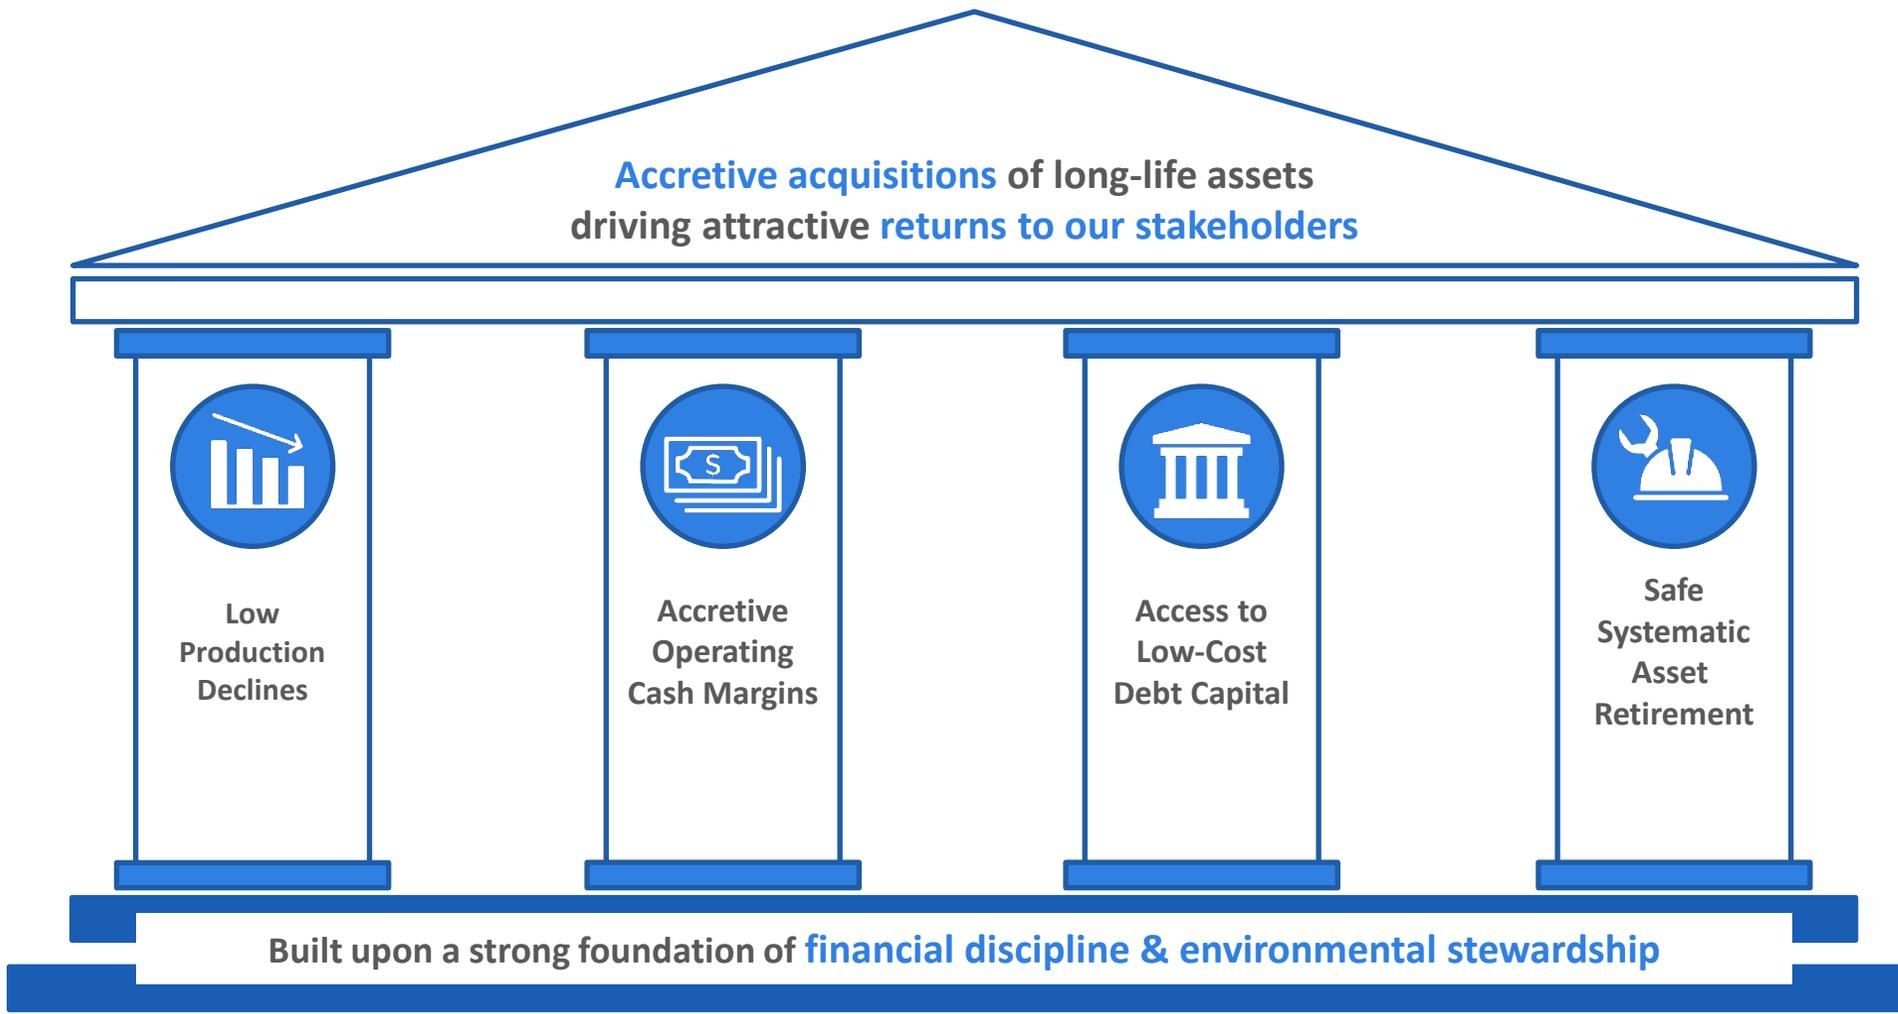 Accretive acquisitions of long-life assets
driving attractive returns to our stakeholders
$
Low
Production
Declines
Accretive
Operating
Cash Margins
Access to
Low-Cost
Debt Capital
Safe
Systematic
Asset
Retirement
Built upon a strong foundation of financial discipline & environmental stewardship